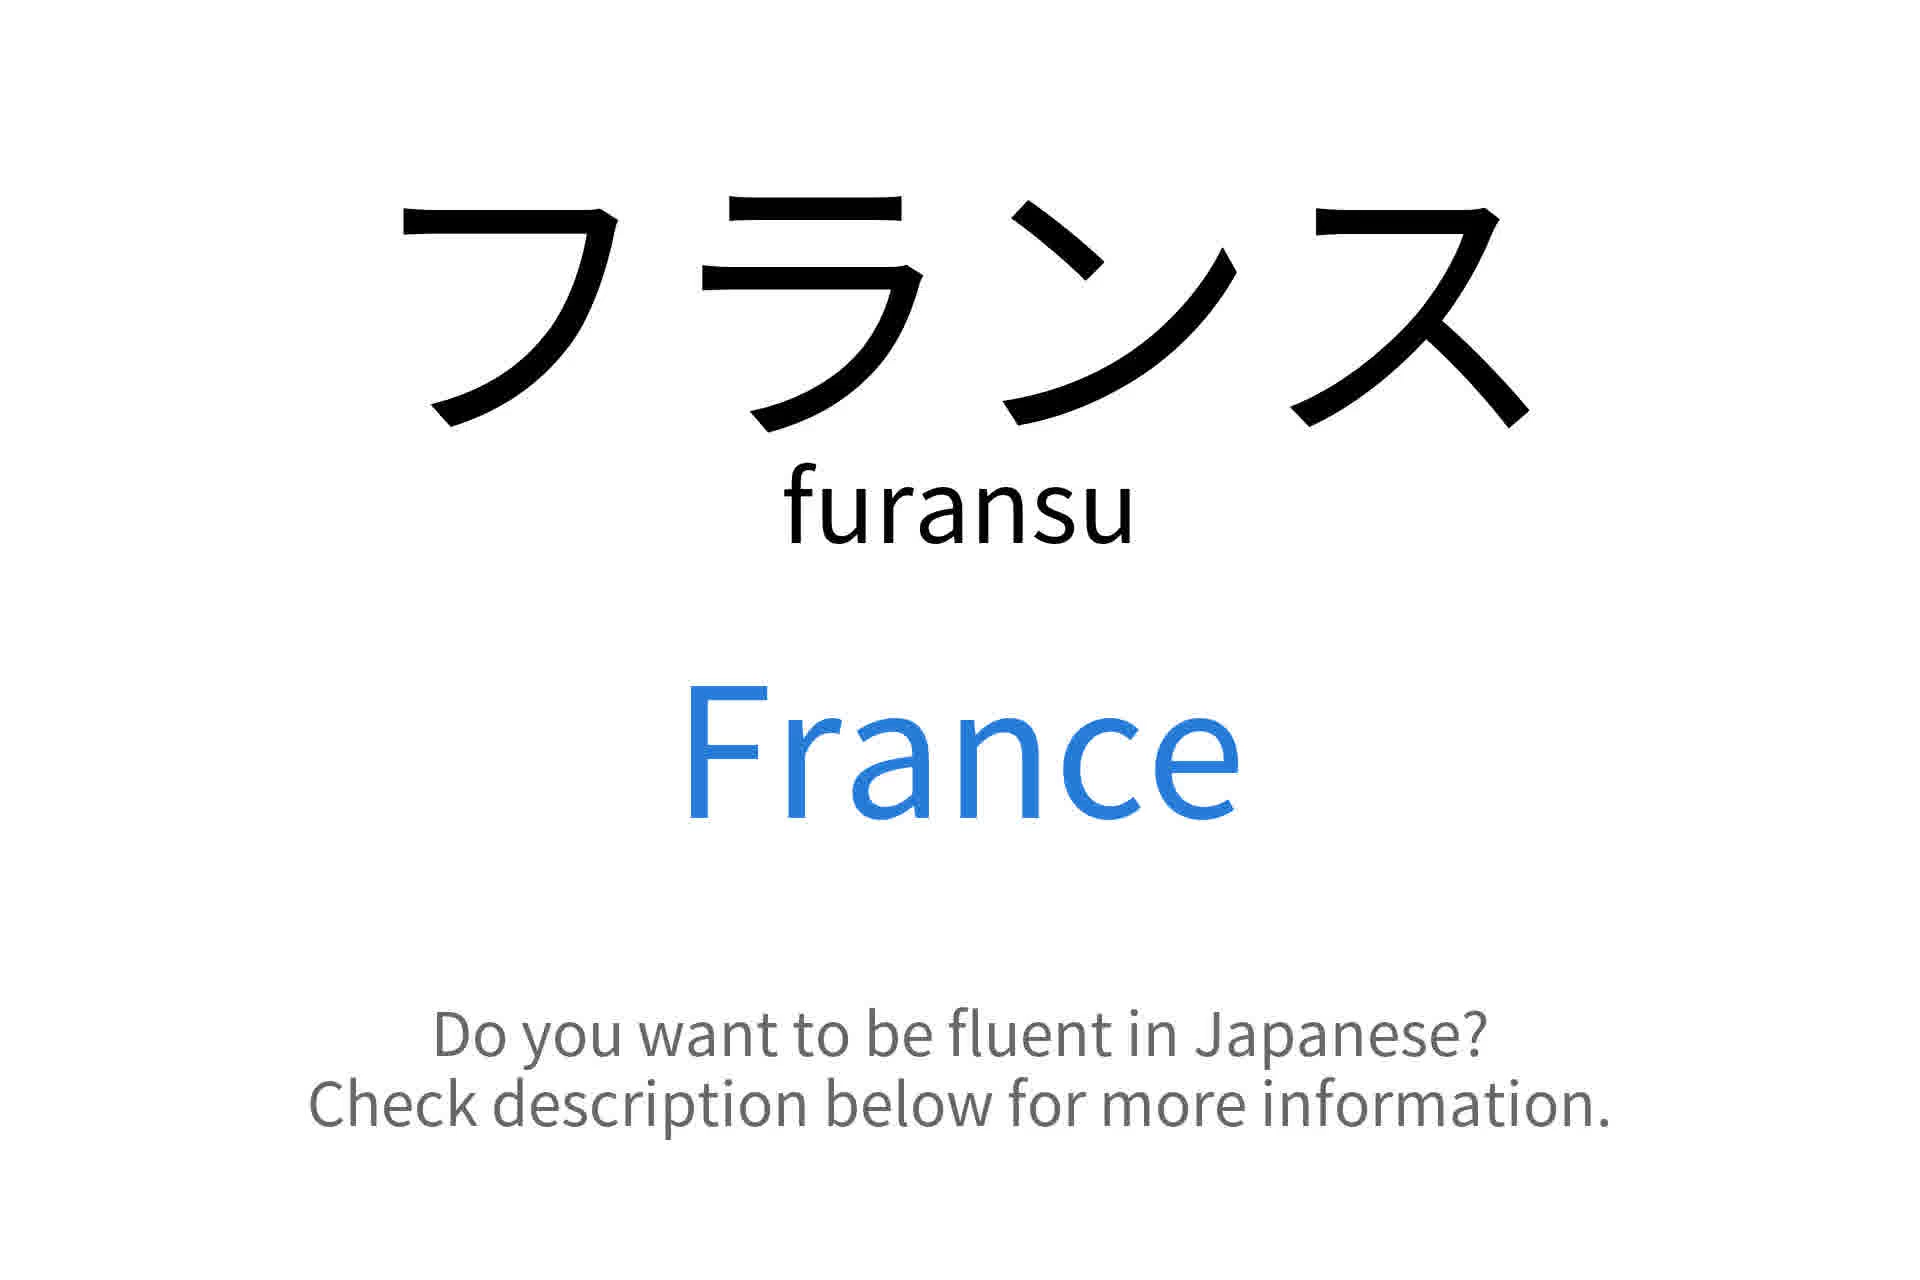 フランス
furansu
France
Do you want to be fluent in Japanese?
Check description below for more information.